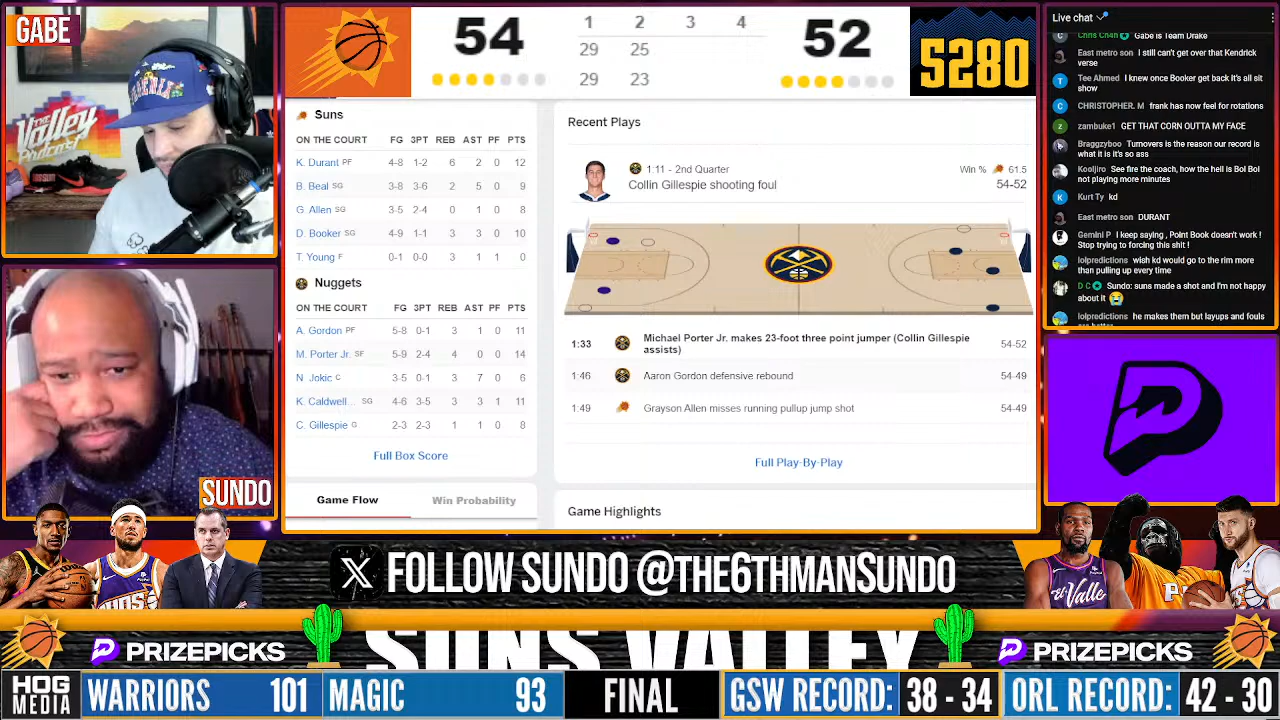 GABE
54
1 2 3 4
29 25
29 23
52
5280
Suns
ON THE COURT FG 3PT REB AST PF PTS
K. Durant PF 4-8 1-2 6 2 0 12
B. Beal SG 3-8 3-6 2 5 0 9
G. Allen SG 3-5 2-4 0 1 0 8
D. Booker SG 4-9 1-1 3 3 0 10
T. Young F 0-1 0-0 3 1 1 0
Nuggets
ON THE COURT FG 3PT REB AST PF PTS
A. Gordon PF 5-8 0-1 3 1 0 11
M. Porter Jr. SF 5-9 2-4 4 0 0 14
N. Jokic C 3-5 0-1 3 7 0 6
K. Caldwell... SG 4-6 3-5 3 3 1 11
C. Gillespie G 2-3 2-3 1 1 0 8
Full Box Score
Game Flow Win Probability
Recent Plays
1:11 - 2nd Quarter
Collin Gillespie shooting foul
Win % 61.5
54-52
1:33 Michael Porter Jr. makes 23-foot three point jumper (Collin Gillespie
assists) 54-52
1:46 Aaron Gordon defensive rebound 54-49
1:49 Grayson Allen misses running pullup jump shot 54-49
Full Play-By-Play
Game Highlights
Live chat
Chris Ch4h Gabe is Team Drake
East metro son I still can't get over that Kendrick
verse
Tee Ahmed I knew once Booker get back it's all sit
show
CHRISTOPHER. M frank has now feel for rotations
zambuke1 GET THAT CORN OUTTA MY FACE
Braggzyboo Turnovers is the reason our record is
what it is it's so ass
Kooljiro See fire the coach, how the hell is Bol Bol
not playing more minutes
Kurt Ty kd
East metro son DURANT
Gemini P I keep saying , Point Book doesn't work !
Stop trying to forcing this sht !
lolpredictions wish kd would go to the rim more
than pulling up every time
D C Sundo: suns made a shot and I'm not happy
about it
lolpredictions he makes them but layups and fouls
are better
The Valley
Podcast
SUNDO
X FOLLOW SUNDO @THE6THMANSUNDO
PRIZEPICKS
SUNS VALLEY
PRIZEPICKS
HOG
MEDIA
WARRIORS 101 MAGIC 93 FINAL GSW RECORD: 38 - 34 ORL RECORD: 42 - 30